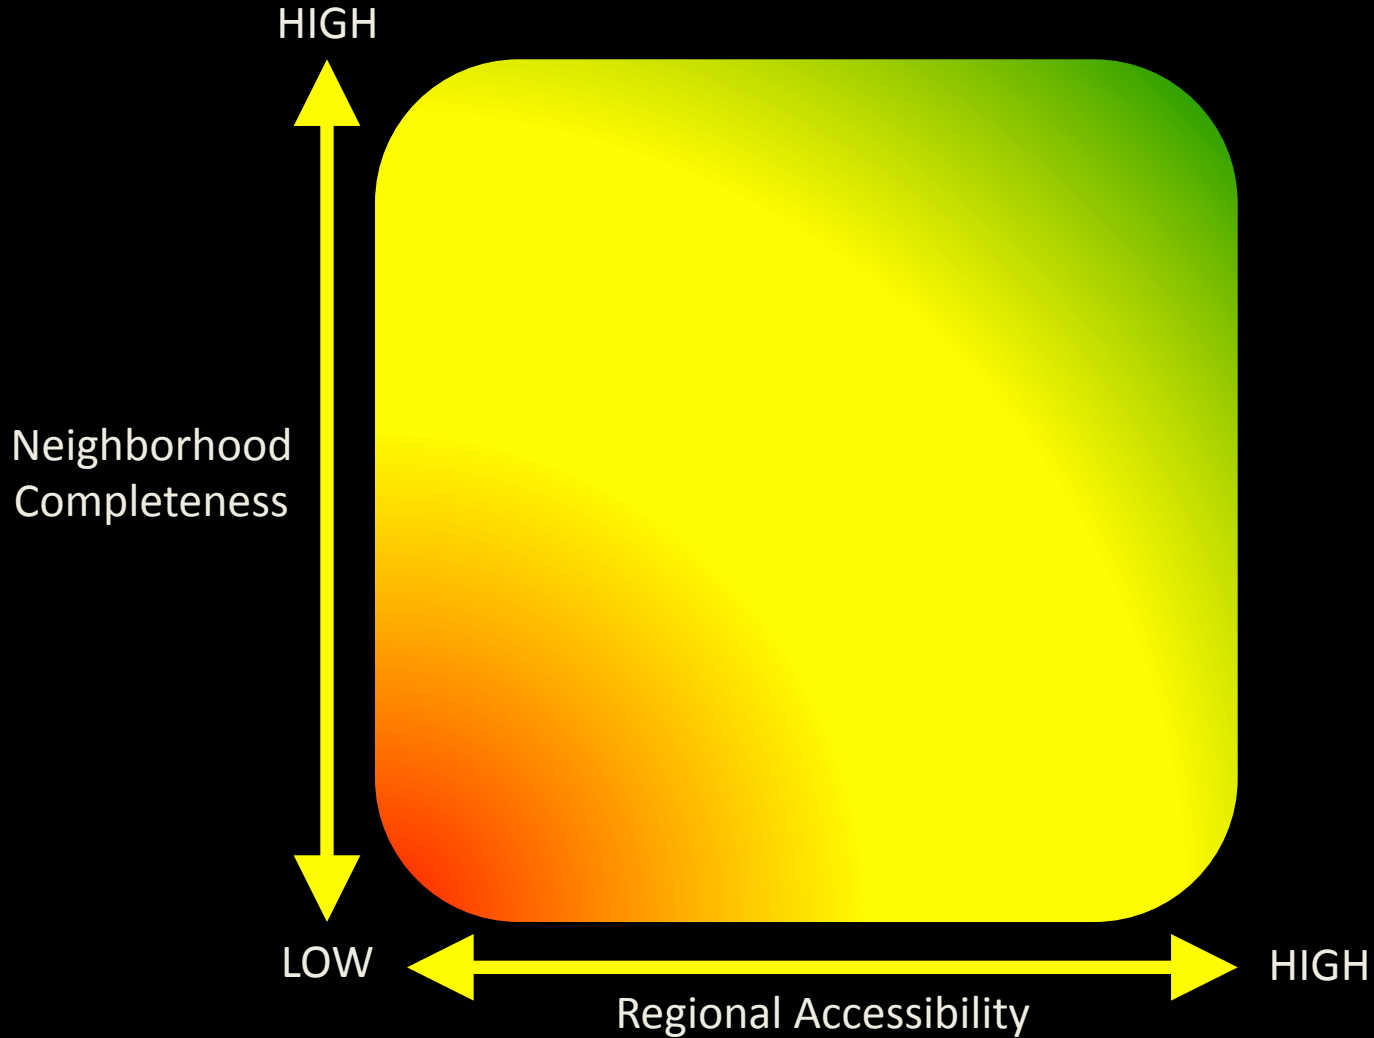 HIGH
Neighborhood
Completeness
LOW
HIGH
Regional Accessibility